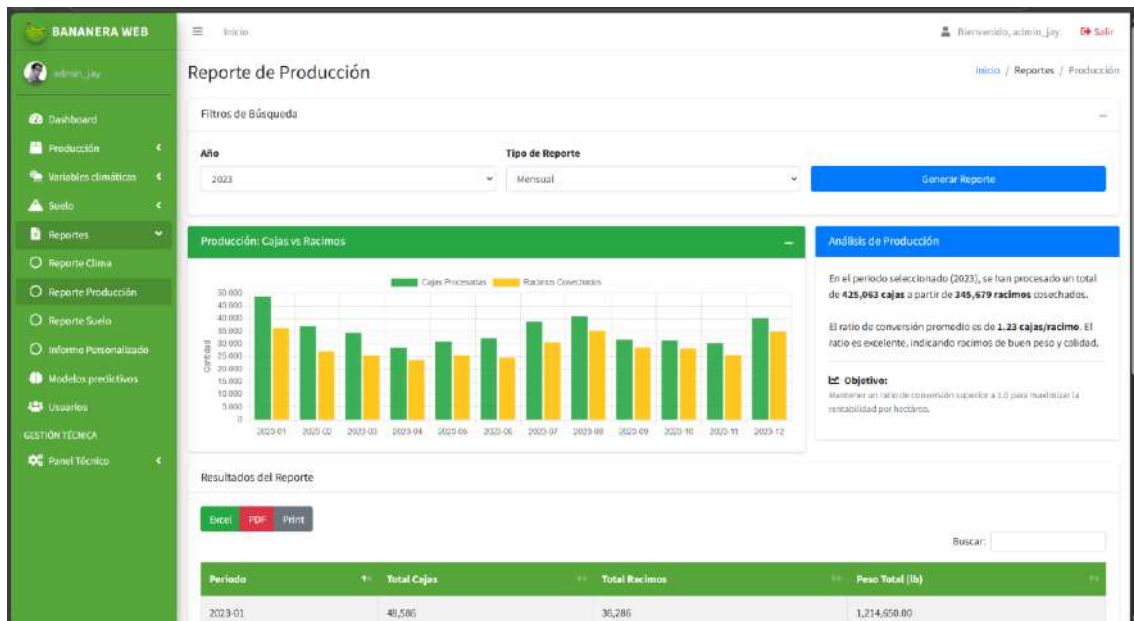 BANANERA WEB
Inicio
Bienvenido, admin_jay
Salir
admin_jay
Reporte de Producción
Inicio / Reportes / Producción
Dashboard
Producción
Variables climáticas
Suelo
Reportes
Reporte Clima
Reporte Producción
Reporte Suelo
Informe Personalizado
Modelos predictivos
Usuarios
GESTIÓN TÉCNICA
Panel Técnico
Filtros de Búsqueda
Año
Tipo de Reporte
2023
Mensual
Generar Reporte
Producción: Cajas vs Racimos
Cajas Procesadas
Racimos Cosechados
Cantidad
50.000
45.000
40.000
35.000
30.000
25.000
20.000
15.000
10.000
5.000
0
2023-01 2023-02 2023-03 2023-04 2023-05 2023-06 2023-07 2023-08 2023-09 2023-10 2023-11 2023-12
Análisis de Producción
En el periodo seleccionado (2023), se han procesado un total
de 425,063 cajas a partir de 345,679 racimos cosechados.
El ratio de conversión promedio es de 1.23 cajas/racimo. El
ratio es excelente, indicando racimos de buen peso y calidad.
Objetivo:
Mantener un ratio de conversión superior a 1.0 para maximizar la
rentabilidad por hectárea.
Resultados del Reporte
Excel PDF Print
Buscar:
Periodo Total Cajas Total Racimos Peso Total (lb)
2023-01 48,586 36,286 1,214,650.00